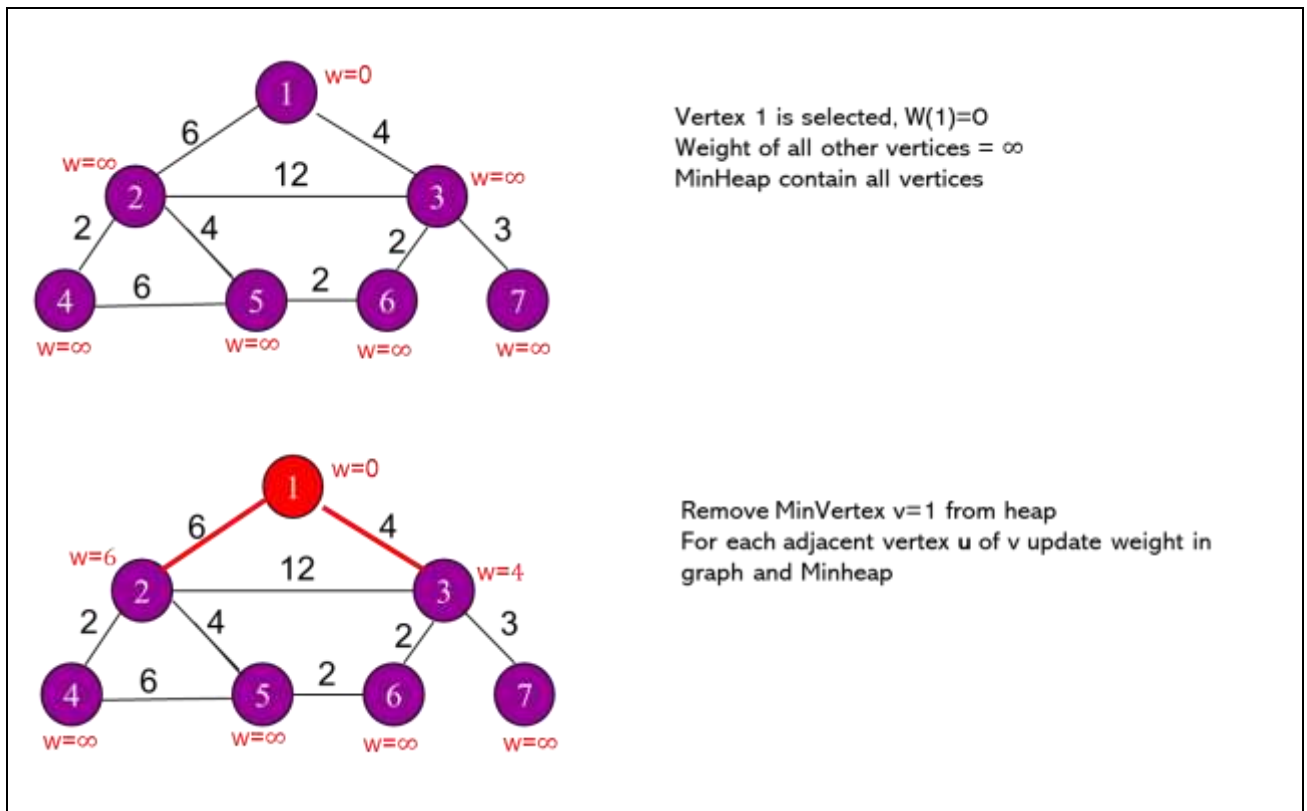 w=0
1
6
4
w=∞
12
w=∞
2
3
2
4
2
3
4
6
5
2
6
7
w=∞
w=∞
w=∞
w=∞
Vertex 1 is selected, W(1)=0
Weight of all other vertices = ∞
MinHeap contain all vertices
w=0
1
6
4
w=6
12
w=4
2
3
2
4
2
3
4
6
5
2
6
7
w=∞
w=∞
w=∞
w=∞
Remove MinVertex v=1 from heap
For each adjacent vertex u of v update weight in
graph and Minheap